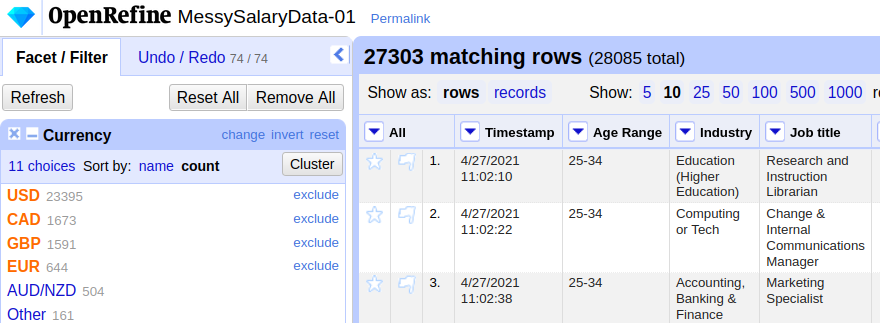 OpenRefine MessySalaryData-01 Permalink
Facet / Filter Undo / Redo 74 / 74
Refresh Reset All Remove All
Currency change invert reset
11 choices Sort by: name count Cluster
USD 23395 exclude
CAD 1673 exclude
GBP 1591 exclude
EUR 644 exclude
AUD/NZD 504
Other 161
27303 matching rows (28085 total)
Show as: rows records Show: 5 10 25 50 100 500 1000
All Timestamp Age Range Industry Job title
1. 4/27/2021 25-34 Education Research and
11:02:10 (Higher Instruction
Education) Librarian
2. 4/27/2021 25-34 Computing Change &
11:02:22 or Tech Internal
Communications
Manager
3. 4/27/2021 25-34 Accounting, Marketing
11:02:38 Banking & Specialist
Finance